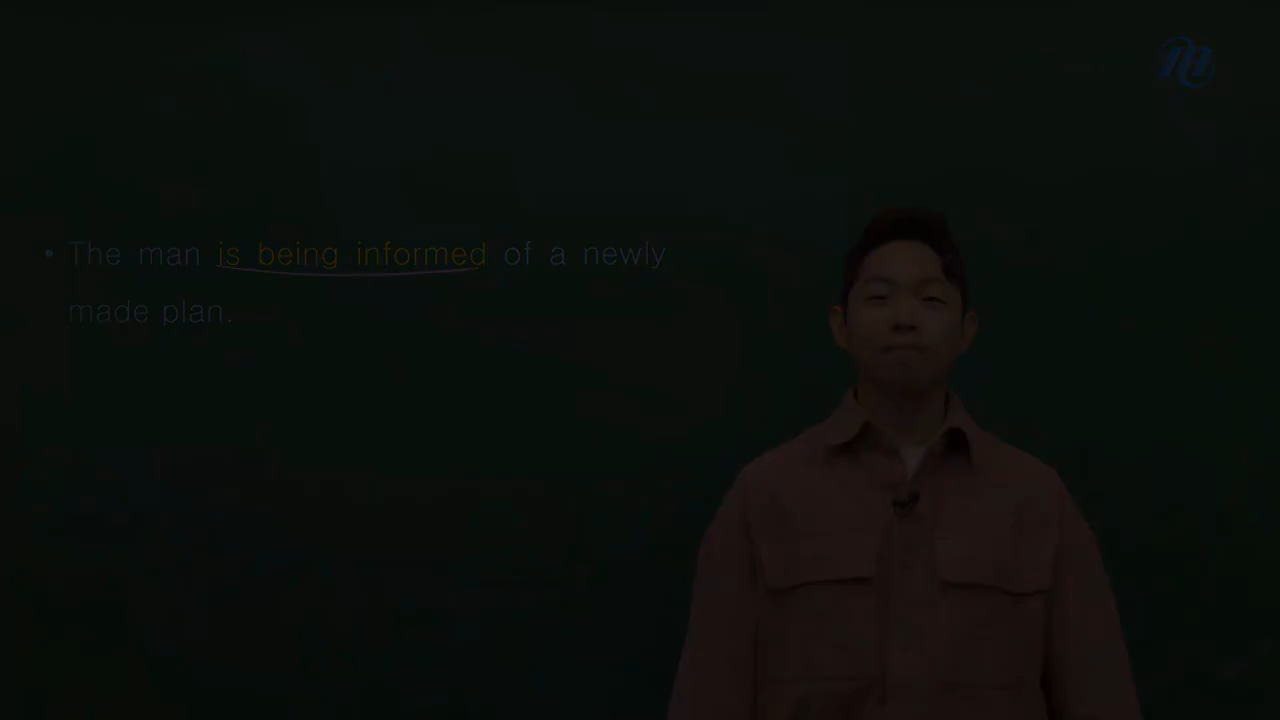 • The man is being informed of a newly
made plan.